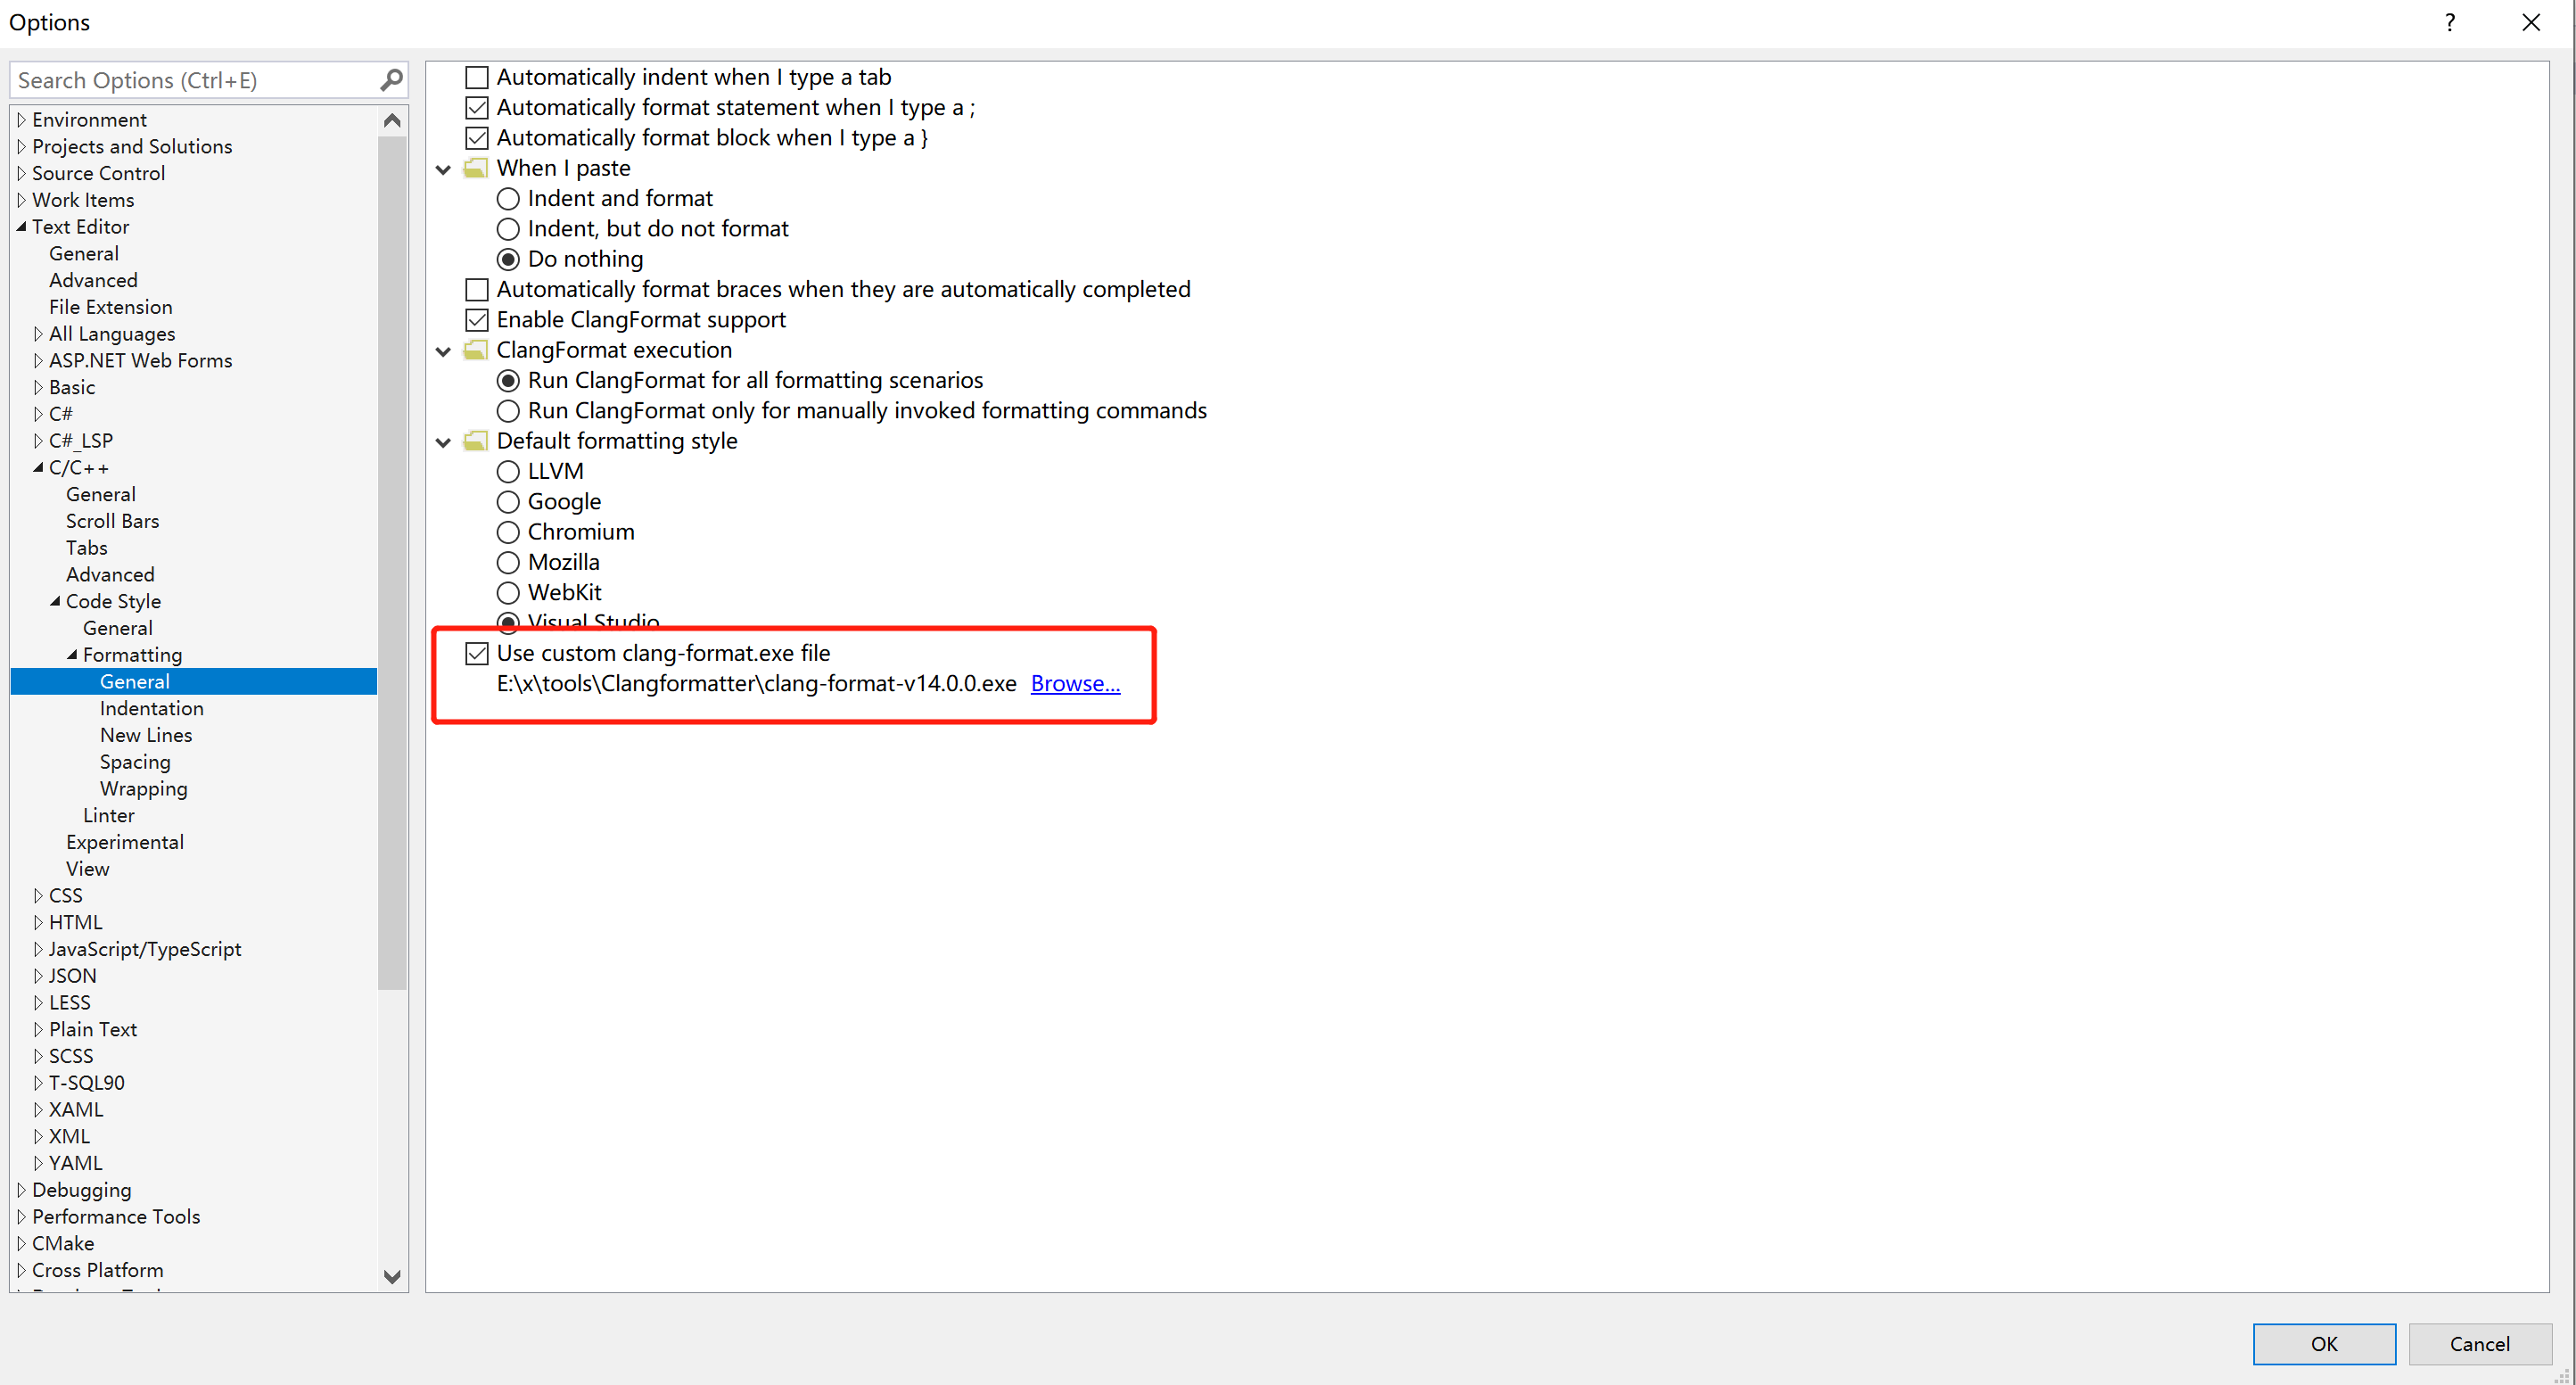 Options
?
Search Options (Ctrl+E)
Environment
Projects and Solutions
Source Control
Work Items
Text Editor
General
Advanced
File Extension
All Languages
ASP.NET Web Forms
Basic
C#
C#_LSP
C/C++
General
Scroll Bars
Tabs
Advanced
Code Style
General
Formatting
General
Indentation
New Lines
Spacing
Wrapping
Linter
Experimental
View
CSS
HTML
JavaScript/TypeScript
JSON
LESS
Plain Text
SCSS
T-SQL90
XAML
XML
YAML
Debugging
Performance Tools
CMake
Cross Platform
Automatically indent when I type a tab
Automatically format statement when I type a ;
Automatically format block when I type a }
When I paste
Indent and format
Indent, but do not format
Do nothing
Automatically format braces when they are automatically completed
Enable ClangFormat support
ClangFormat execution
Run ClangFormat for all formatting scenarios
Run ClangFormat only for manually invoked formatting commands
Default formatting style
LLVM
Google
Chromium
Mozilla
WebKit
Visual Studio
Use custom clang-format.exe file
E:\x\tools\Clangformatter\clang-format-v14.0.0.exe Browse...
OK
Cancel